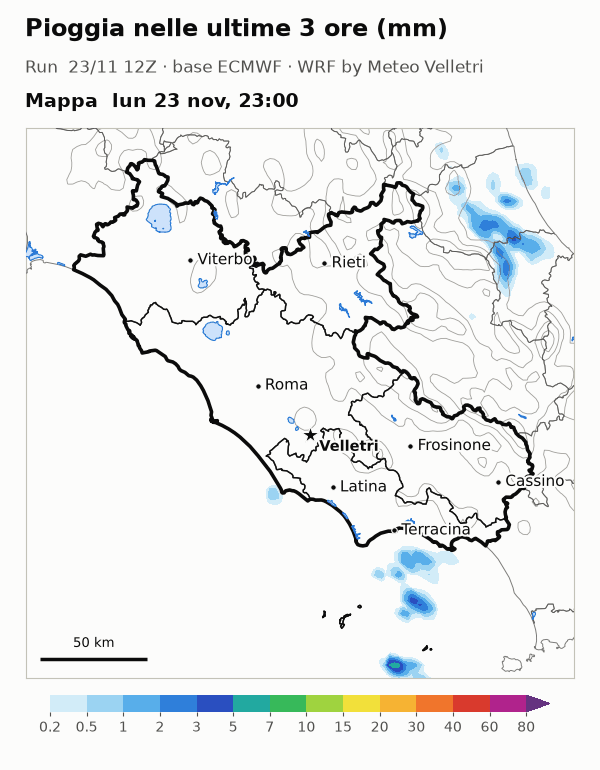 Pioggia nelle ultime 3 ore (mm)
Run 23/11 12Z · base ECMWF · WRF by Meteo Velletri
Mappa lun 23 nov, 23:00
Viterbo
Rieti
Roma
Velletri
Frosinone
Latina
Cassino
Terracina
50 km
0.2 0.5 1 2 3 5 7 10 15 20 30 40 60 80